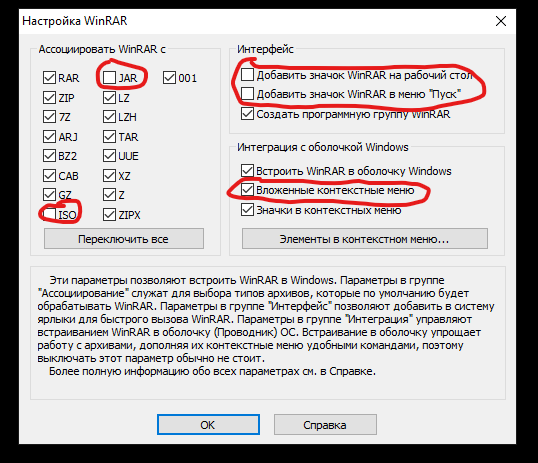 Настройка WinRAR
Ассоциировать WinRAR с
RAR
JAR
001
ZIP
LZ
7Z
LZH
ARJ
TAR
BZ2
UUE
CAB
XZ
GZ
Z
ISO
ZIPX
Переключить все
Интерфейс
Добавить значок WinRAR на рабочий стол
Добавить значок WinRAR в меню "Пуск"
Создать программную группу WinRAR
Интеграция с оболочкой Windows
Встроить WinRAR в оболочку Windows
Вложенные контекстные меню
Значки в контекстных меню
Элементы в контекстном меню...
Эти параметры позволяют встроить WinRAR в Windows. Параметры в группе
"Ассоциирование" служат для выбора типов архивов, которые по умолчанию будет
обрабатывать WinRAR. Параметры в группе "Интерфейс" позволяют добавить в систему
ярлыки для быстрого вызова WinRAR. Параметры в группе "Интеграция" управляют
встраиванием WinRAR в оболочку (Проводник) ОС. Встраивание в оболочку упрощает
работу с архивами, дополняя их контекстные меню удобными командами, поэтому
выключать этот параметр обычно не стоит.
Более полную информацию обо всех параметрах см. в Справке.
OK
Справка